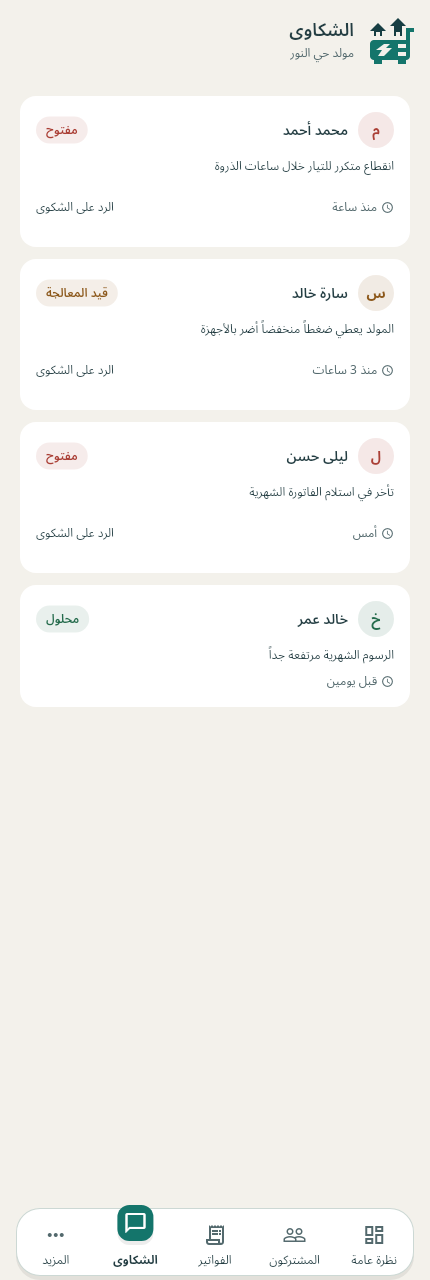 الشكاوى
مولد حي النور
م
محمد أحمد
مفتوح
انقطاع متكرر للتيار خلال ساعات الذروة
منذ ساعة
الرد على الشكوى
س
سارة خالد
قيد المعالجة
المولد يعطي ضغطاً منخفضاً أضر بالأجهزة
منذ 3 ساعات
الرد على الشكوى
ل
ليلى حسن
مفتوح
تأخر في استلام الفاتورة الشهرية
أمس
الرد على الشكوى
خ
خالد عمر
محلول
الرسوم الشهرية مرتفعة جداً
قبل يومين
نظرة عامة
المشتركون
الفواتير
الشكاوى
المزيد